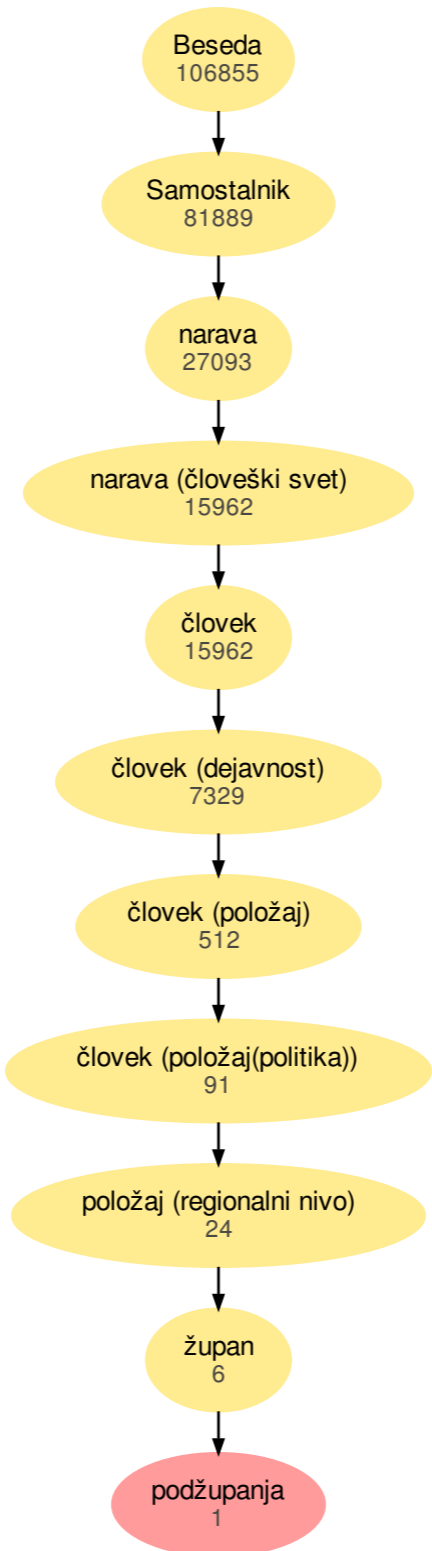 Beseda
106855
Samostalnik
81889
narava
27093
narava (človeški svet)
15962
človek
15962
človek (dejavnost)
7329
človek (položaj)
512
človek (položaj(politika))
91
položaj (regionalni nivo)
24
župan
6
podžupanja
1